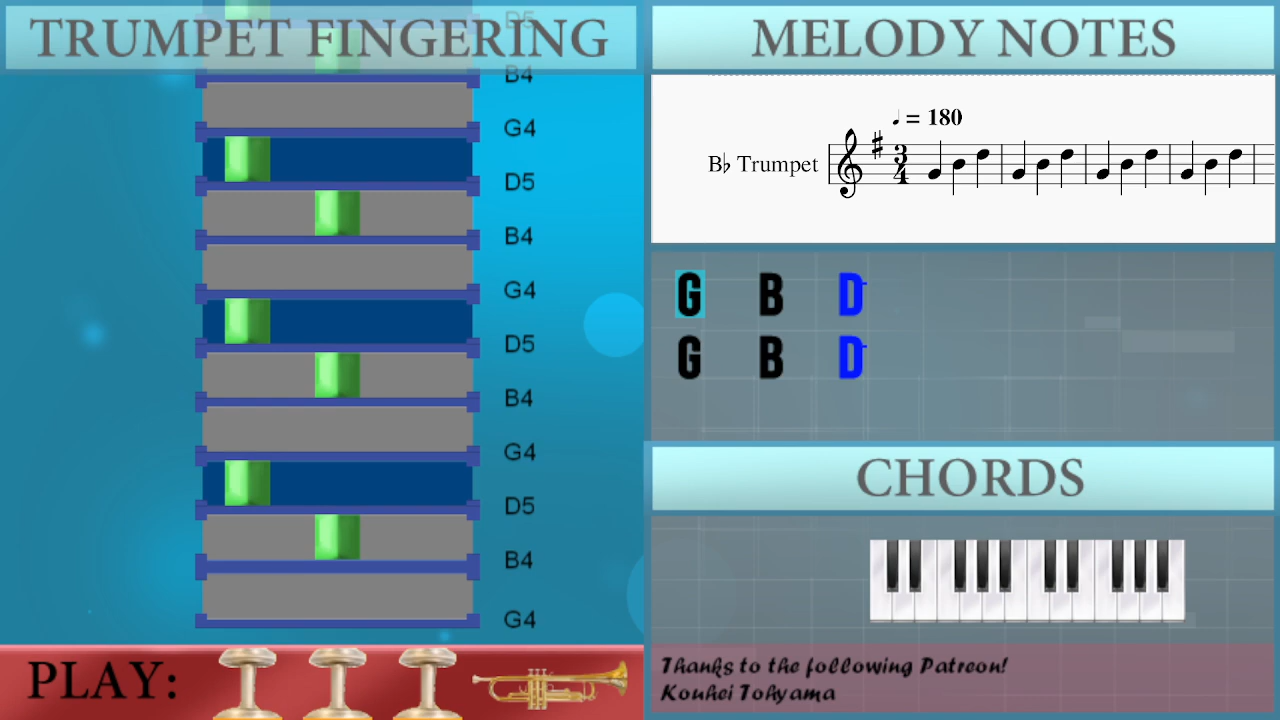 TRUMPET FINGERING
D5
B4
G4
D5
B4
G4
D5
B4
G4
D5
B4
G4
PLAY:
MELODY NOTES
♩ = 180
B♭ Trumpet
3
4
G B D
G B D
CHORDS
Thanks to the following Patreon!
Kouhei Tohyama